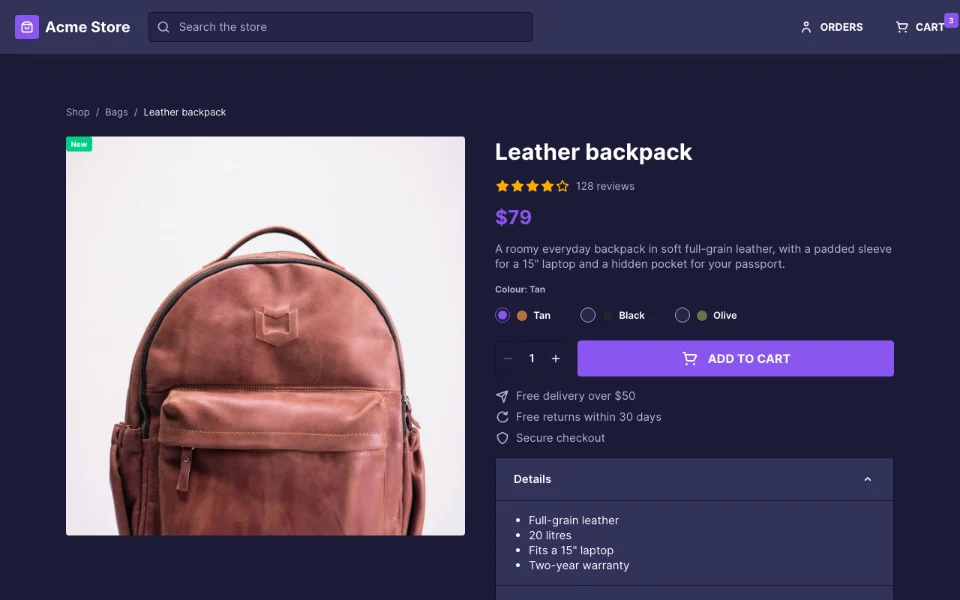 Acme Store
Search the store
ORDERS
CART
3
Shop / Bags / Leather backpack
New
Leather backpack
128 reviews
$79
A roomy everyday backpack in soft full-grain leather, with a padded sleeve
for a 15" laptop and a hidden pocket for your passport.
Colour: Tan
Tan
Black
Olive
− 1 +
ADD TO CART
Free delivery over $50
Free returns within 30 days
Secure checkout
Details
• Full-grain leather
• 20 litres
• Fits a 15" laptop
• Two-year warranty